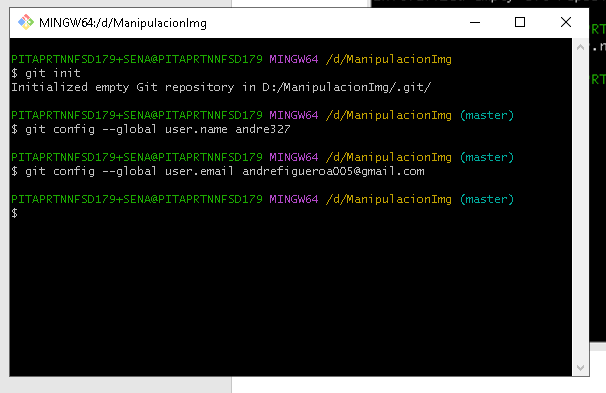 MINGW64:/d/ManipulacionImg
PITAPRTNNFSD179+SENA@PITAPRTNNFSD179 MINGW64 /d/ManipulacionImg
$ git init
Initialized empty Git repository in D:/ManipulacionImg/.git/
PITAPRTNNFSD179+SENA@PITAPRTNNFSD179 MINGW64 /d/ManipulacionImg (master)
$ git config --global user.name andre327
PITAPRTNNFSD179+SENA@PITAPRTNNFSD179 MINGW64 /d/ManipulacionImg (master)
$ git config --global user.email andrefigueroa005@gmail.com
PITAPRTNNFSD179+SENA@PITAPRTNNFSD179 MINGW64 /d/ManipulacionImg (master)
$